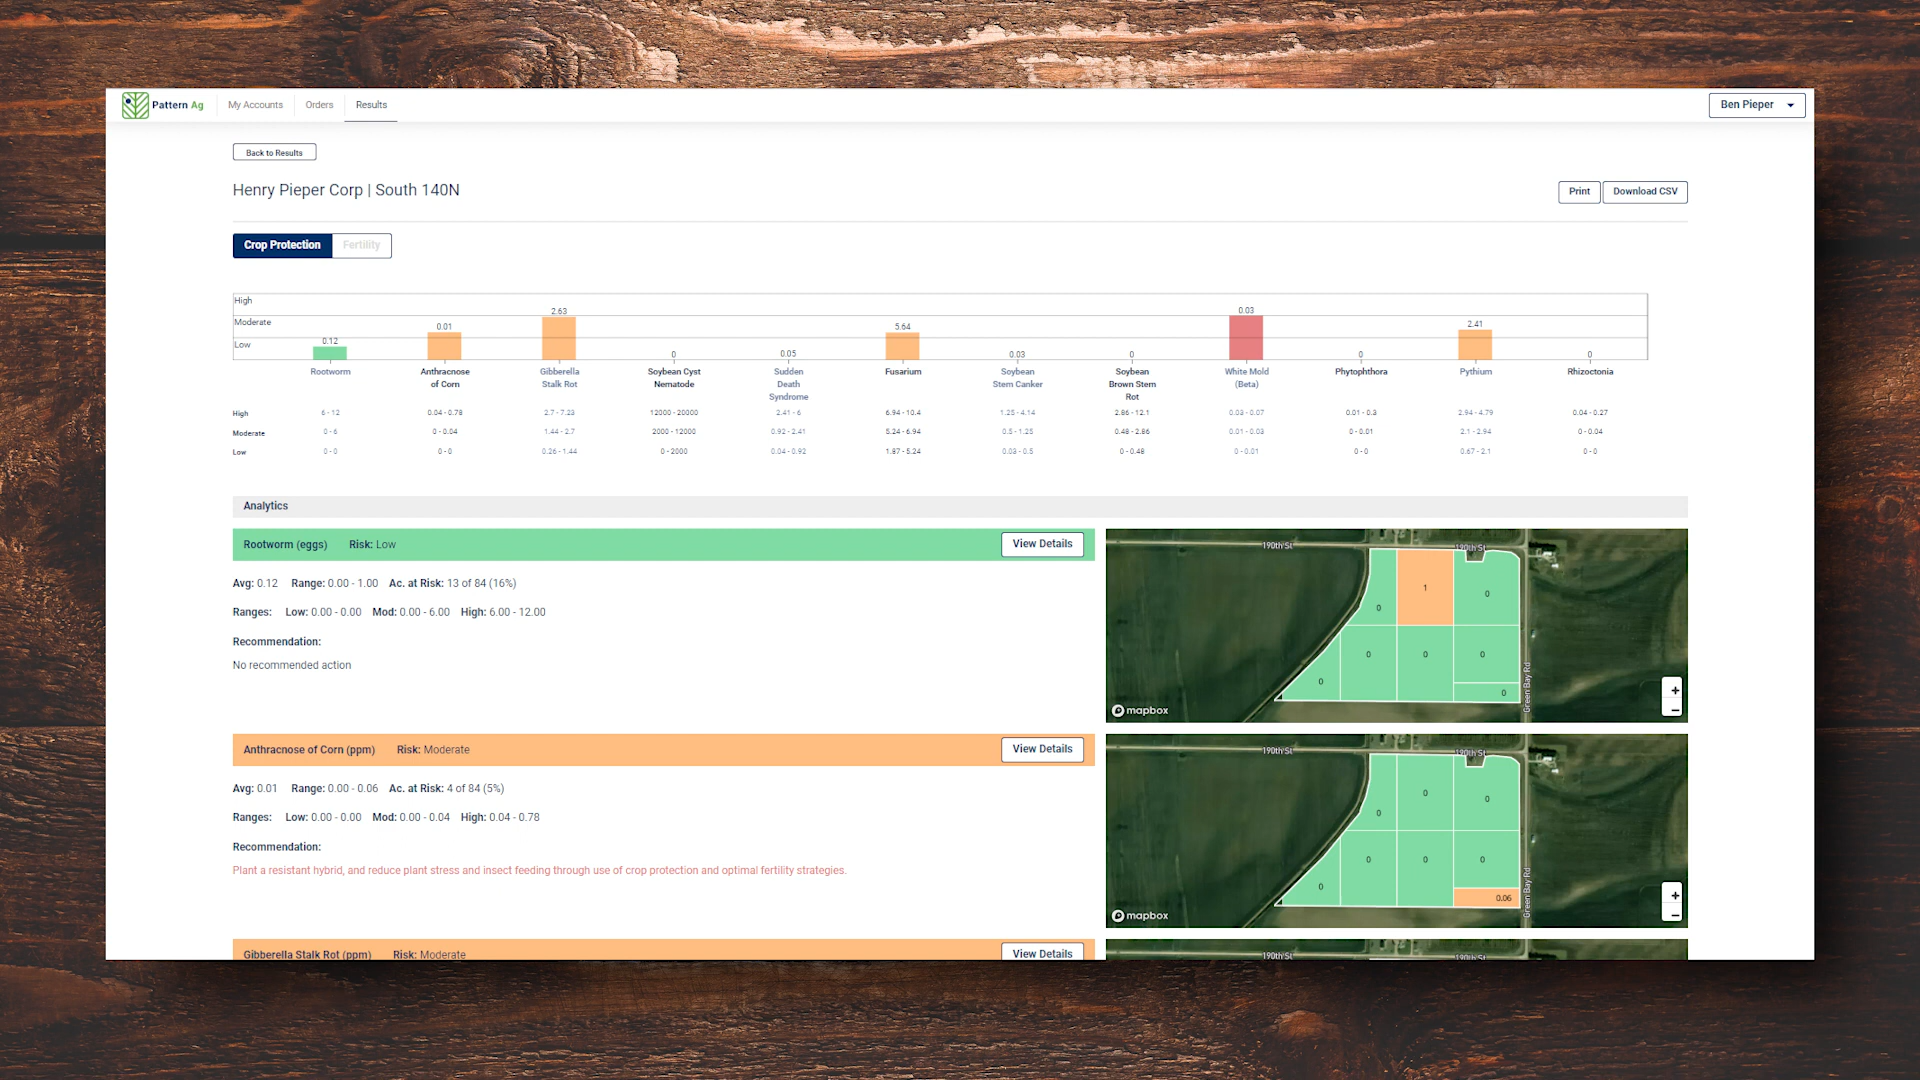 Pattern Ag My Accounts Orders Results Ben Pieper
Back to Results
Henry Pieper Corp | South 140N Print Download CSV
Crop Protection Fertility
High
Moderate
Low
0.12 0.01 2.63 0 0.05 5.64 0.03 0 0.03 0 2.41 0
Rootworm
Anthracnose
of Corn
Gibberella
Stalk Rot
Soybean Cyst
Nematode
Sudden
Death
Syndrome
Fusarium
Soybean
Stem Canker
Soybean
Brown Stem
Rot
White Mold
(Beta)
Phytophthora
Pythium
Rhizoctonia
High 6 - 12 0.04 - 0.78 2.7 - 7.23 12000 - 20000 2.41 - 6 6.94 - 10.4 1.25 - 4.14 2.86 - 12.1 0.03 - 0.07 0.01 - 0.3 2.94 - 4.79 0.04 - 0.27
Moderate 0 - 6 0 - 0.04 1.44 - 2.7 2000 - 12000 0.92 - 2.41 5.24 - 6.94 0.5 - 1.25 0.48 - 2.86 0.01 - 0.03 0 - 0.01 2.1 - 2.94 0 - 0.04
Low 0 - 0 0 - 0 0.26 - 1.44 0 - 2000 0.04 - 0.92 1.87 - 5.24 0.03 - 0.5 0 - 0.48 0 - 0.01 0 - 0 0.67 - 2.1 0 - 0
Analytics
Rootworm (eggs) Risk: Low View Details
Avg: 0.12 Range: 0.00 - 1.00 Ac. at Risk: 13 of 84 (16%)
Ranges: Low: 0.00 - 0.00 Mod: 0.00 - 6.00 High: 6.00 - 12.00
Recommendation:
No recommended action
190th St 190th St
1
0
0
0 0 0
0
0
Green Bay Rd
+
−
mapbox
Anthracnose of Corn (ppm) Risk: Moderate View Details
Avg: 0.01 Range: 0.00 - 0.06 Ac. at Risk: 4 of 84 (5%)
Ranges: Low: 0.00 - 0.00 Mod: 0.00 - 0.04 High: 0.04 - 0.78
Recommendation:
Plant a resistant hybrid, and reduce plant stress and insect feeding through use of crop protection and optimal fertility strategies.
190th St 190th St
0
0
0
0 0 0
0
0.06
Green Bay Rd
+
−
mapbox
Gibberella Stalk Rot (ppm) Risk: Moderate View Details
190th St 190th St